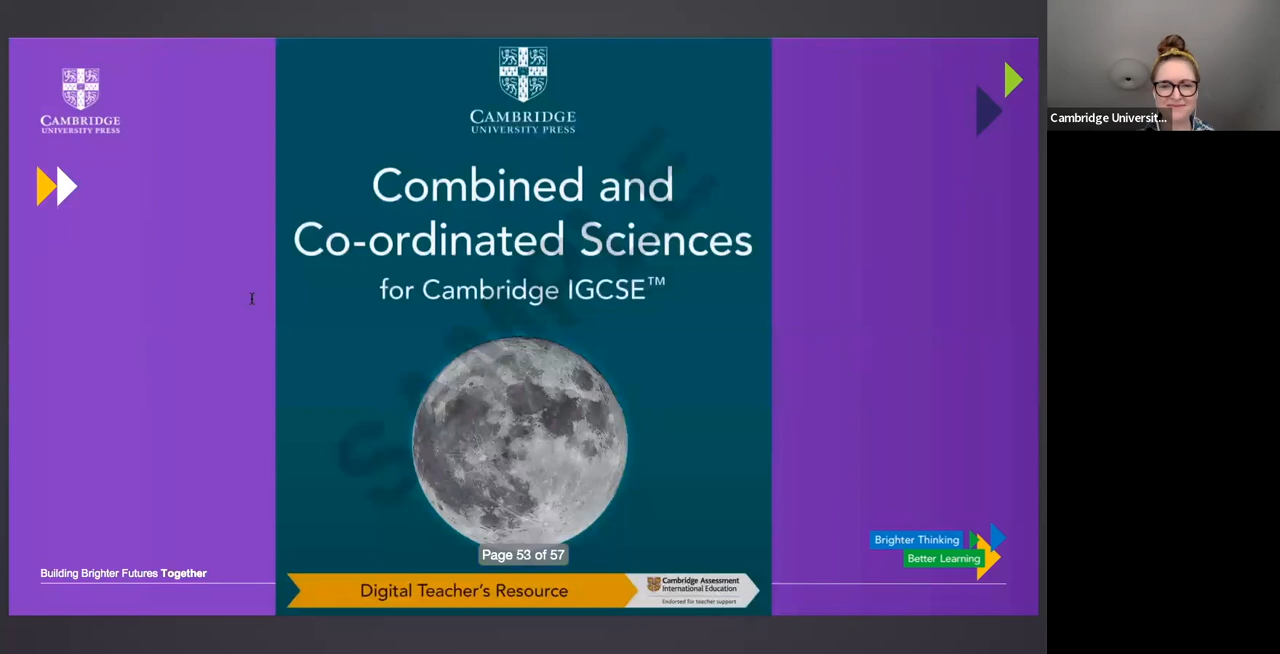 CAMBRIDGE
UNIVERSITY PRESS
CAMBRIDGE
UNIVERSITY PRESS
Combined and
Co-ordinated Sciences
for Cambridge IGCSE™
SAMPLE
Page 53 of 57
Digital Teacher's Resource
Cambridge Assessment
International Education
Endorsed for teacher support
Building Brighter Futures Together
Brighter Thinking
Better Learning
Cambridge Universit...